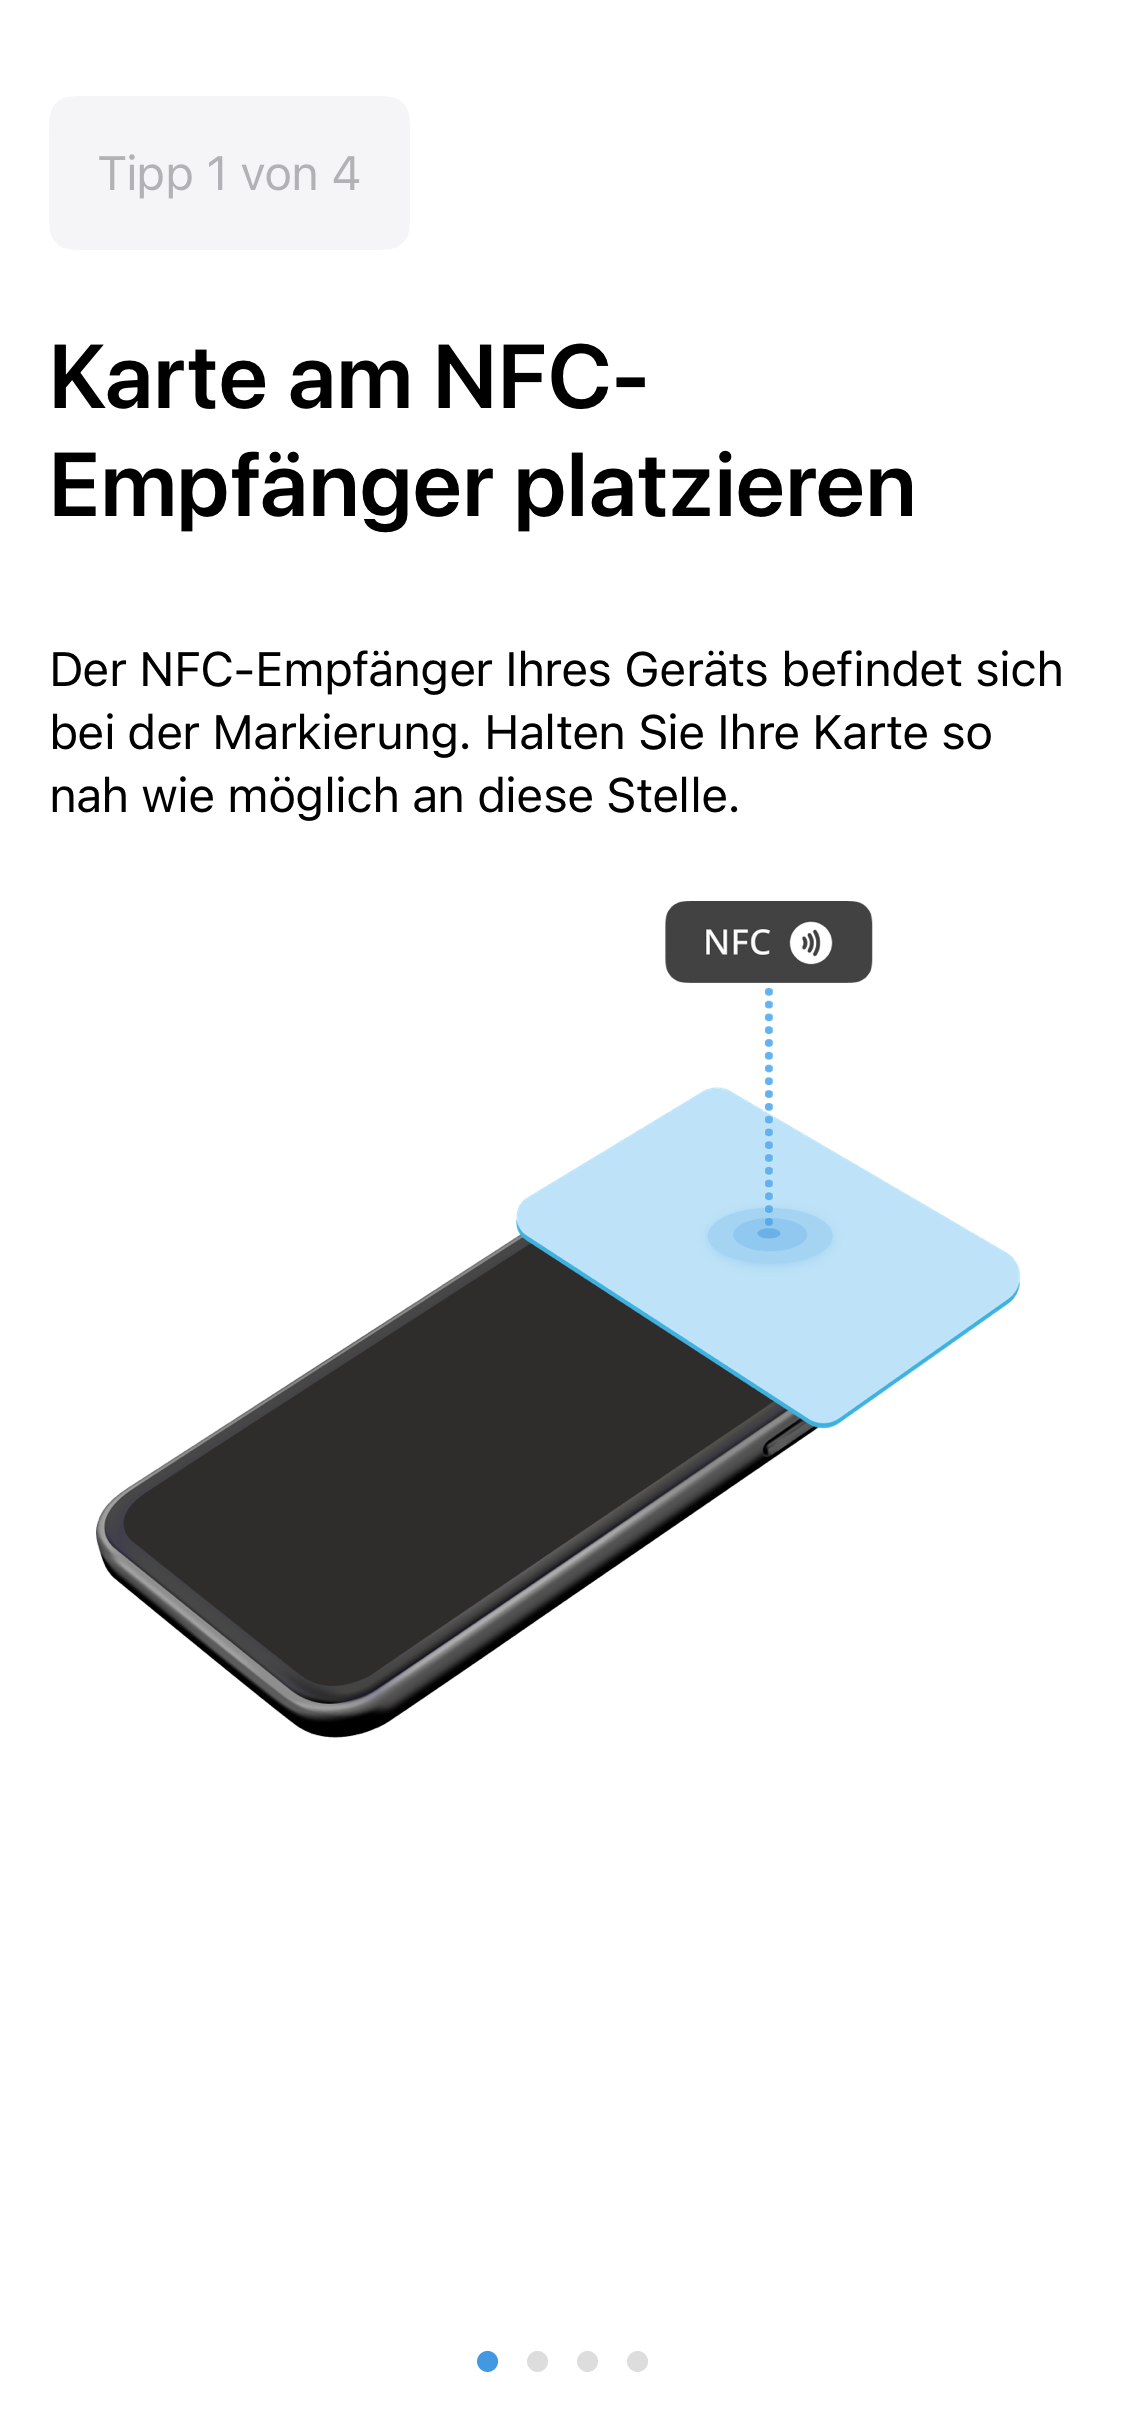 Tipp 1 von 4
Karte am NFC-
Empfänger platzieren
Der NFC-Empfänger Ihres Geräts befindet sich
bei der Markierung. Halten Sie Ihre Karte so
nah wie möglich an diese Stelle.
NFC